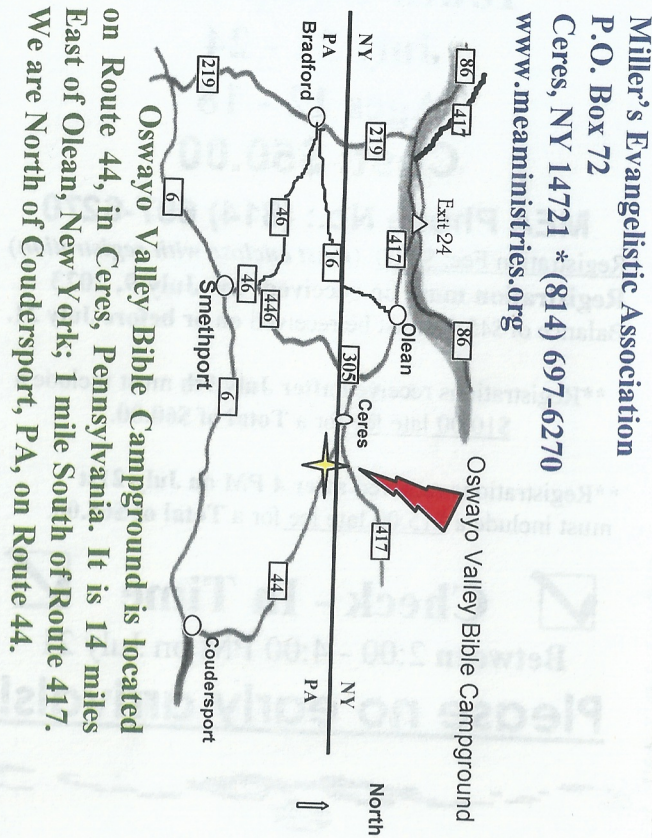 Miller's Evangelistic Association
P.O. Box 72
Ceres, NY 14721 * (814) 697-6270
www.meaministries.org
Oswayo Valley Bible Campground
86
417
Exit 24
86
219
417
Olean
417
North
NY
PA
305
Ceres
NY
PA
Bradford
16
219
46
46
446
44
Smethport
6
6
Coudersport
Oswayo Valley Bible Campground is located
on Route 44, in Ceres, Pennsylvania. It is 14 miles
East of Olean, New York; 1 mile South of Route 417.
We are North of Coudersport, PA, on Route 44.